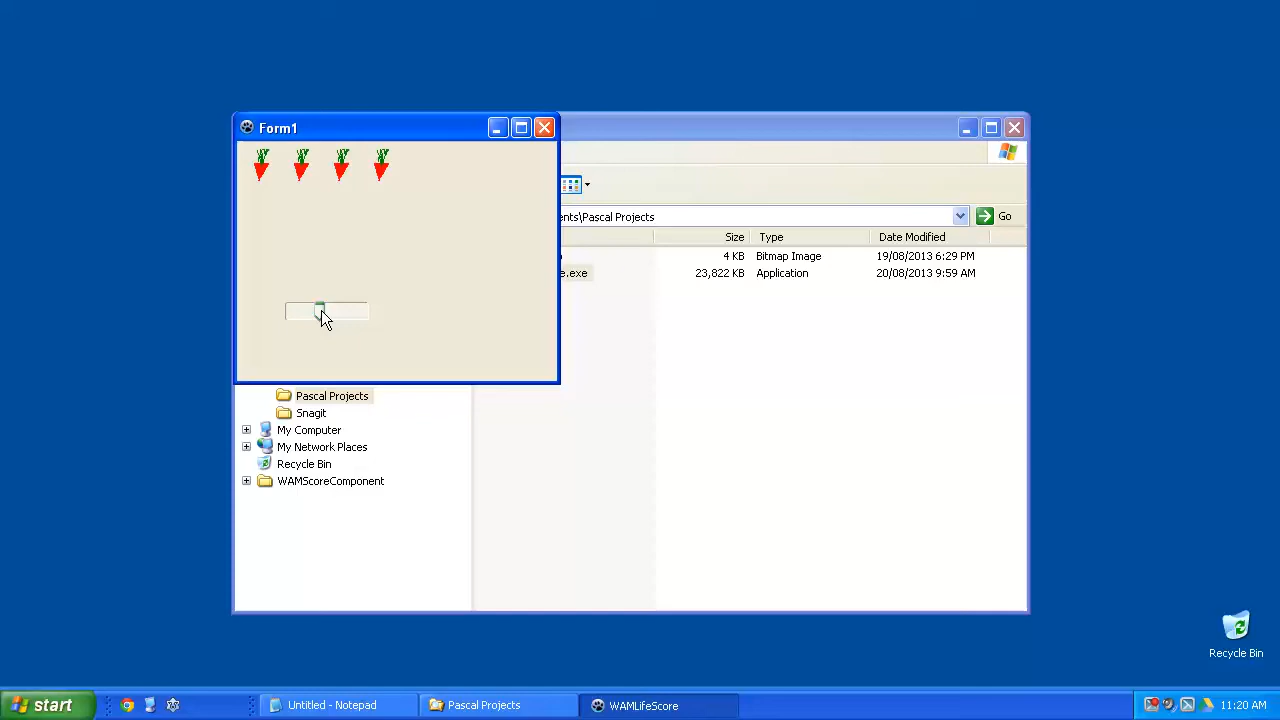 Form1
ents\Pascal Projects
Go
Size
Type
Date Modified
4 KB
Bitmap Image
19/08/2013 6:29 PM
e.exe
23,822 KB
Application
20/08/2013 9:59 AM
Pascal Projects
Snagit
My Computer
My Network Places
Recycle Bin
WAMScoreComponent
Recycle Bin
start
Untitled - Notepad
Pascal Projects
WAMLifeScore
11:20 AM